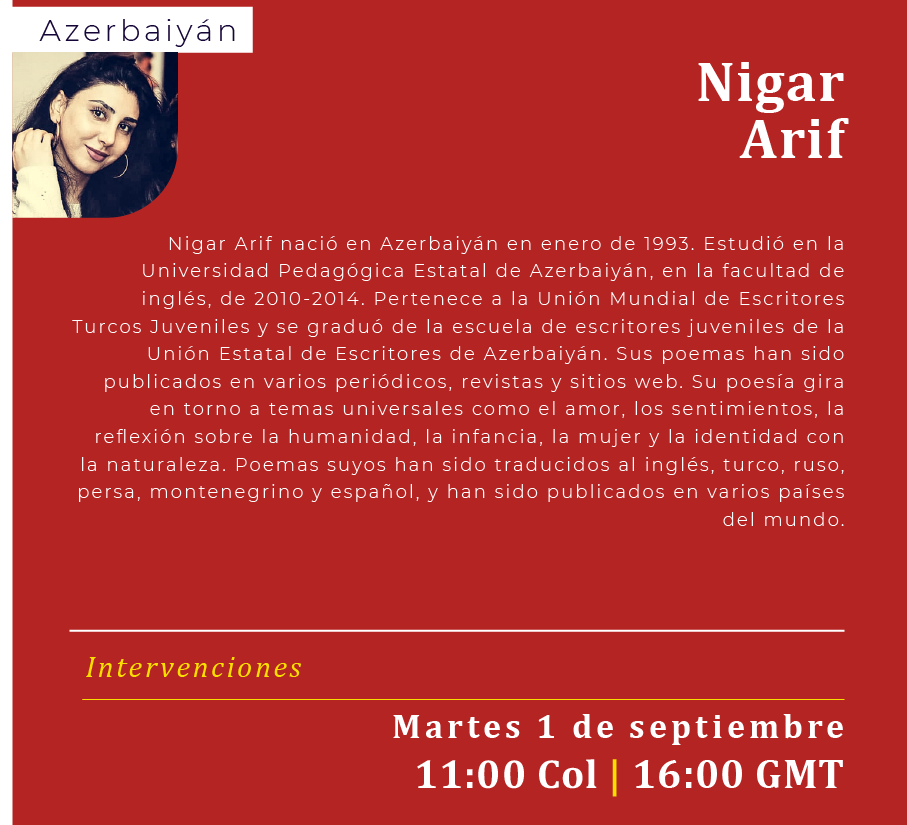 Azerbaiyán
Nigar
Arif
Nigar Arif nació en Azerbaiyán en enero de 1993. Estudió en la
Universidad Pedagógica Estatal de Azerbaiyán, en la facultad de
inglés, de 2010-2014. Pertenece a la Unión Mundial de Escritores
Turcos Juveniles y se graduó de la escuela de escritores juveniles de la
Unión Estatal de Escritores de Azerbaiyán. Sus poemas han sido
publicados en varios periódicos, revistas y sitios web. Su poesía gira
en torno a temas universales como el amor, los sentimientos, la
reflexión sobre la humanidad, la infancia, la mujer y la identidad con
la naturaleza. Poemas suyos han sido traducidos al inglés, turco, ruso,
persa, montenegrino y español, y han sido publicados en varios países
del mundo.
Intervenciones
Martes 1 de septiembre
11:00 Col | 16:00 GMT